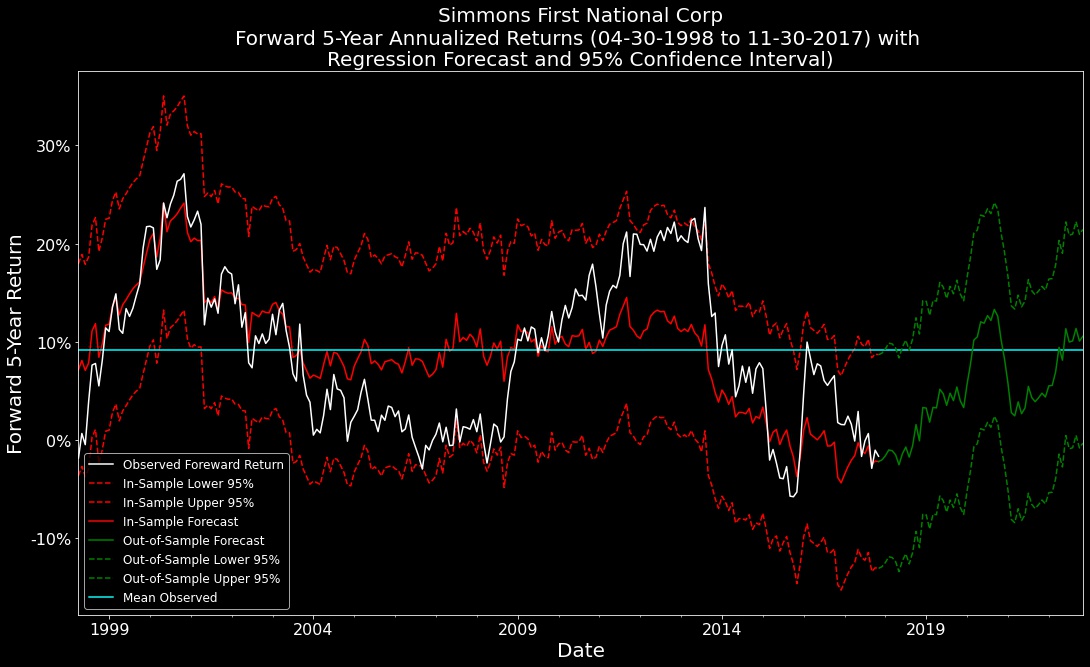 Simmons First National Corp
Forward 5-Year Annualized Returns (04-30-1998 to 11-30-2017) with
Regression Forecast and 95% Confidence Interval)
Forward 5-Year Return
30%
20%
10%
0%
-10%
Observed Foreward Return
In-Sample Lower 95%
In-Sample Upper 95%
In-Sample Forecast
Out-of-Sample Forecast
Out-of-Sample Lower 95%
Out-of-Sample Upper 95%
Mean Observed
1999 2004 2009 2014 2019
Date